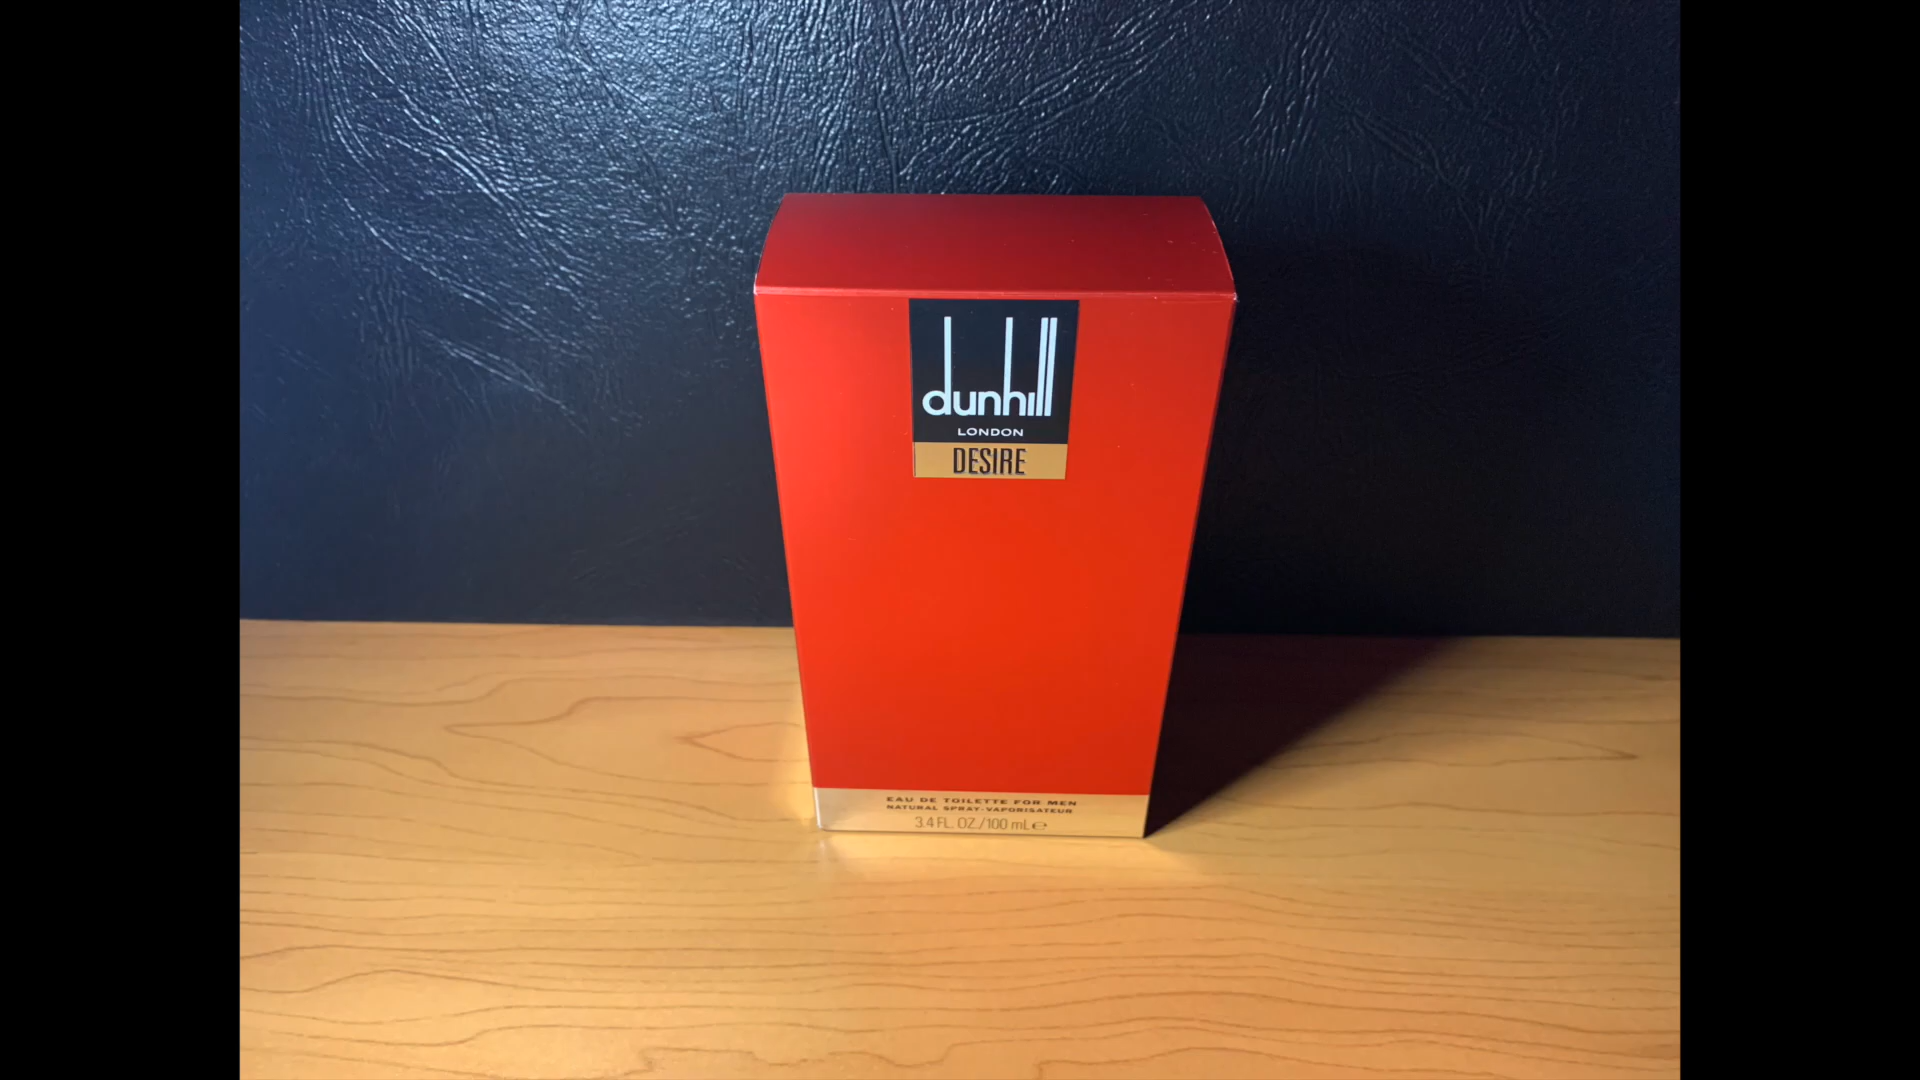 dunhill
LONDON
DESIRE
EAU DE TOILETTE FOR MEN
NATURAL SPRAY-VAPORISATEUR
3.4 FL. OZ./100 mL ℮